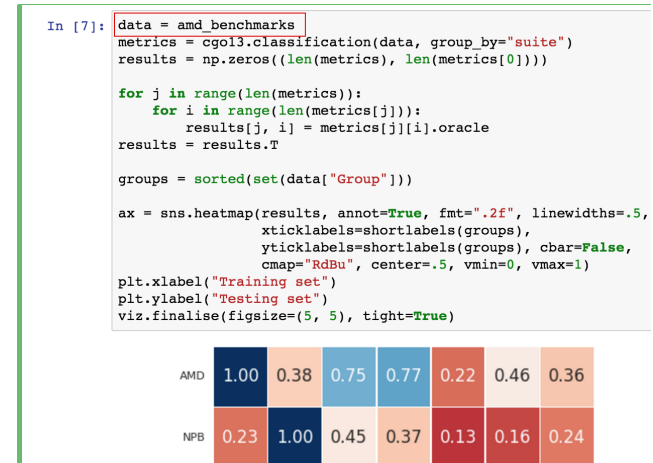 In [7]: data = amd_benchmarks
metrics = cgo13.classification(data, group_by="suite")
results = np.zeros((len(metrics), len(metrics[0])))
for j in range(len(metrics)):
    for i in range(len(metrics[j])):
        results[j, i] = metrics[j][i].oracle
results = results.T
groups = sorted(set(data["Group"]))
ax = sns.heatmap(results, annot=True, fmt=".2f", linewidths=.5,
                 xticklabels=shortlabels(groups),
                 yticklabels=shortlabels(groups), cbar=False,
                 cmap="RdBu", center=.5, vmin=0, vmax=1)
plt.xlabel("Training set")
plt.ylabel("Testing set")
viz.finalise(figsize=(5, 5), tight=True)
AMD 1.00 0.38 0.75 0.77 0.22 0.46 0.36
NPB 0.23 1.00 0.45 0.37 0.13 0.16 0.24